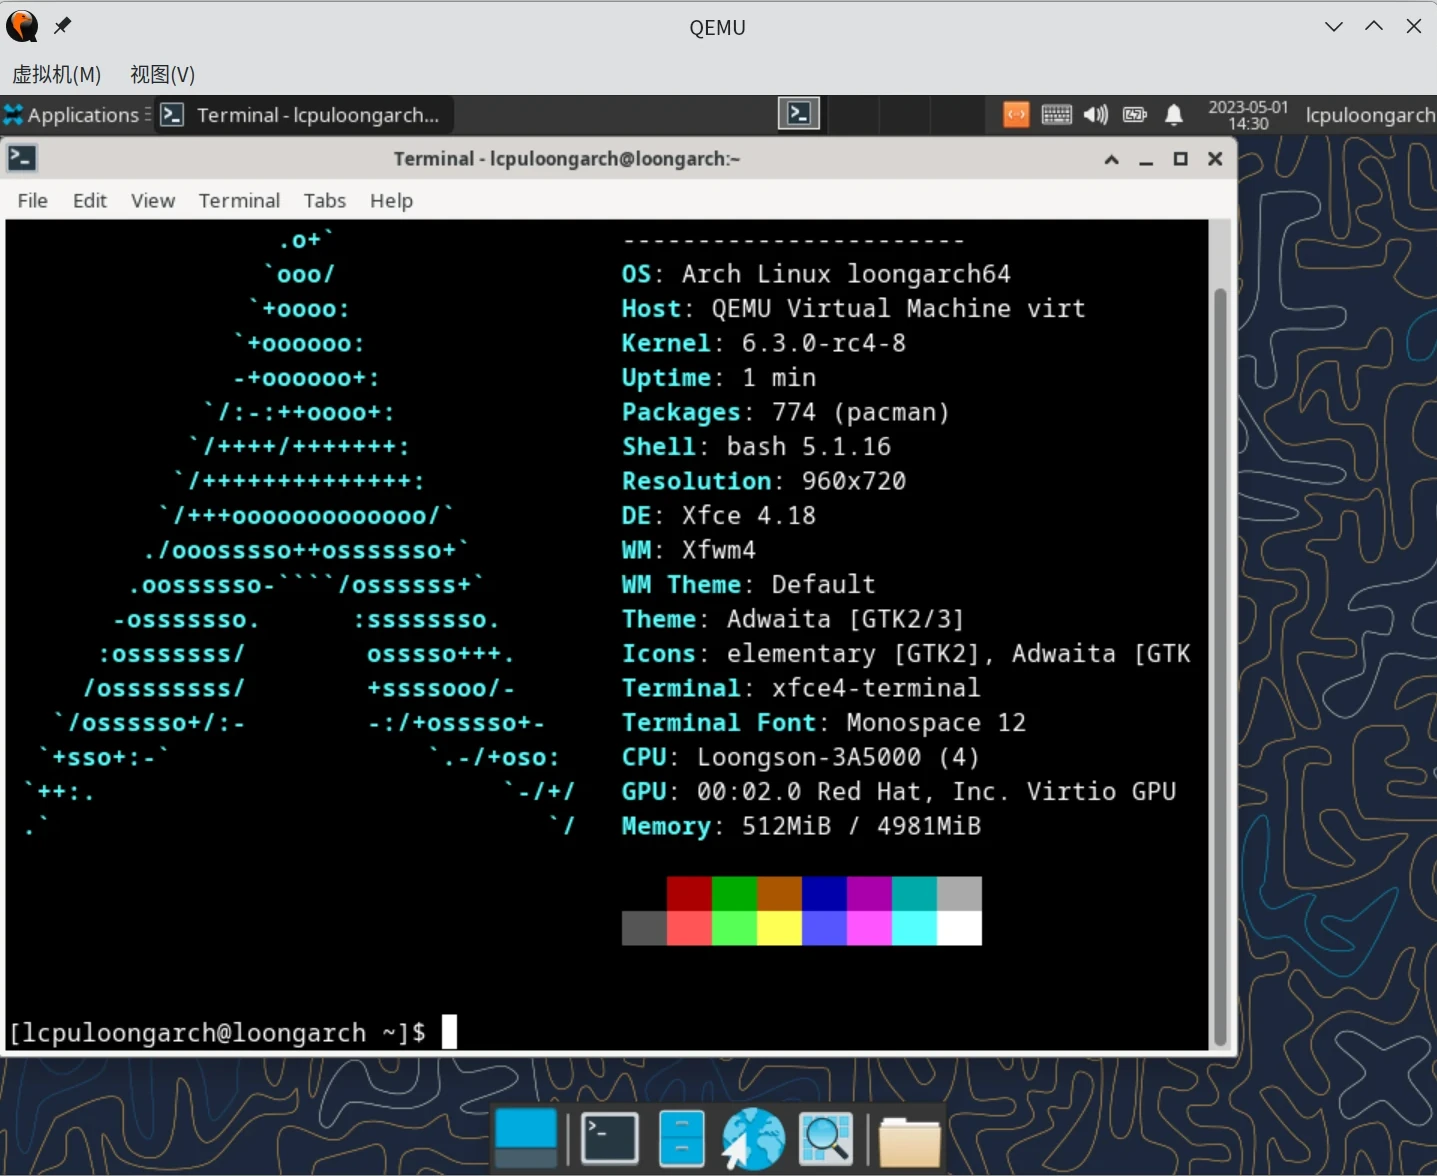 QEMU
虚拟机(M) 视图(V)
Applications Terminal - lcpuloongarch... 2023-05-01 14:30 lcpuloongarch
Terminal - lcpuloongarch@loongarch:~
File Edit View Terminal Tabs Help
.o+` -----------------------
`ooo/ OS: Arch Linux loongarch64
`+oooo: Host: QEMU Virtual Machine virt
`+oooooo: Kernel: 6.3.0-rc4-8
-+oooooo+: Uptime: 1 min
`/:-:++oooo+: Packages: 774 (pacman)
`/++++/+++++++: Shell: bash 5.1.16
`/++++++++++++++: Resolution: 960x720
`/+++ooooooooooooo/` DE: Xfce 4.18
./ooosssso++osssssso+` WM: Xfwm4
.oossssso-````/ossssss+` WM Theme: Default
-osssssso. :ssssssso. Theme: Adwaita [GTK2/3]
:osssssss/ osssso+++. Icons: elementary [GTK2], Adwaita [GTK
/ossssssss/ +ssssooo/- Terminal: xfce4-terminal
`/ossssso+/:- -:/+osssso+- Terminal Font: Monospace 12
`+sso+:-` `.-/+oso: CPU: Loongson-3A5000 (4)
`++:. `-/+/ GPU: 00:02.0 Red Hat, Inc. Virtio GPU
.` `/ Memory: 512MiB / 4981MiB
[lcpuloongarch@loongarch ~]$